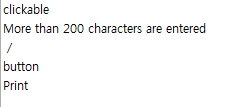 clickable
More than 200 characters are entered
/
button
Print